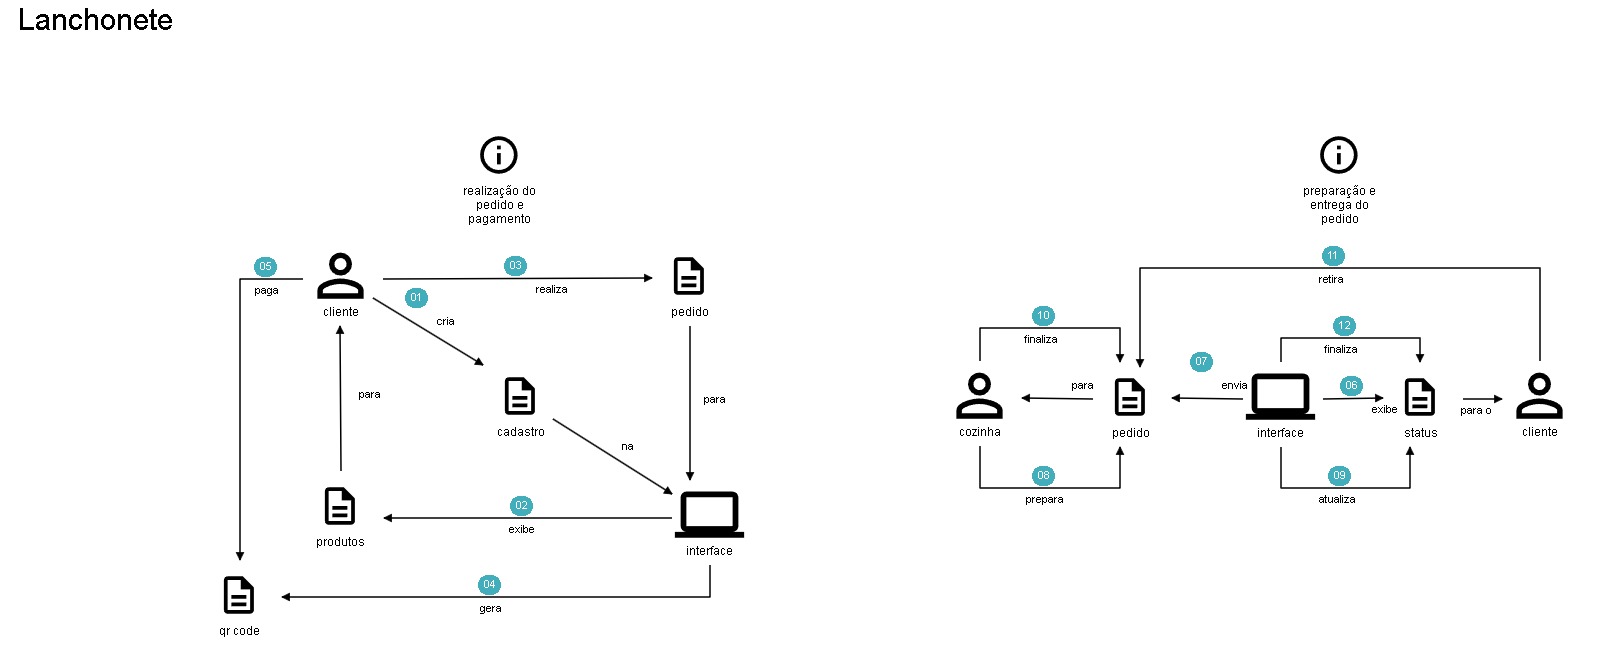 Lanchonete
realização do
pedido e
pagamento
05
paga
cliente
03
realiza
pedido
01
cria
para
cadastro
para
na
produtos
02
exibe
interface
04
gera
qr code
preparação e
entrega do
pedido
11
retira
10
finaliza
12
finaliza
07
envia
para
06
exibe
para o
cozinha
pedido
interface
status
cliente
08
prepara
09
atualiza